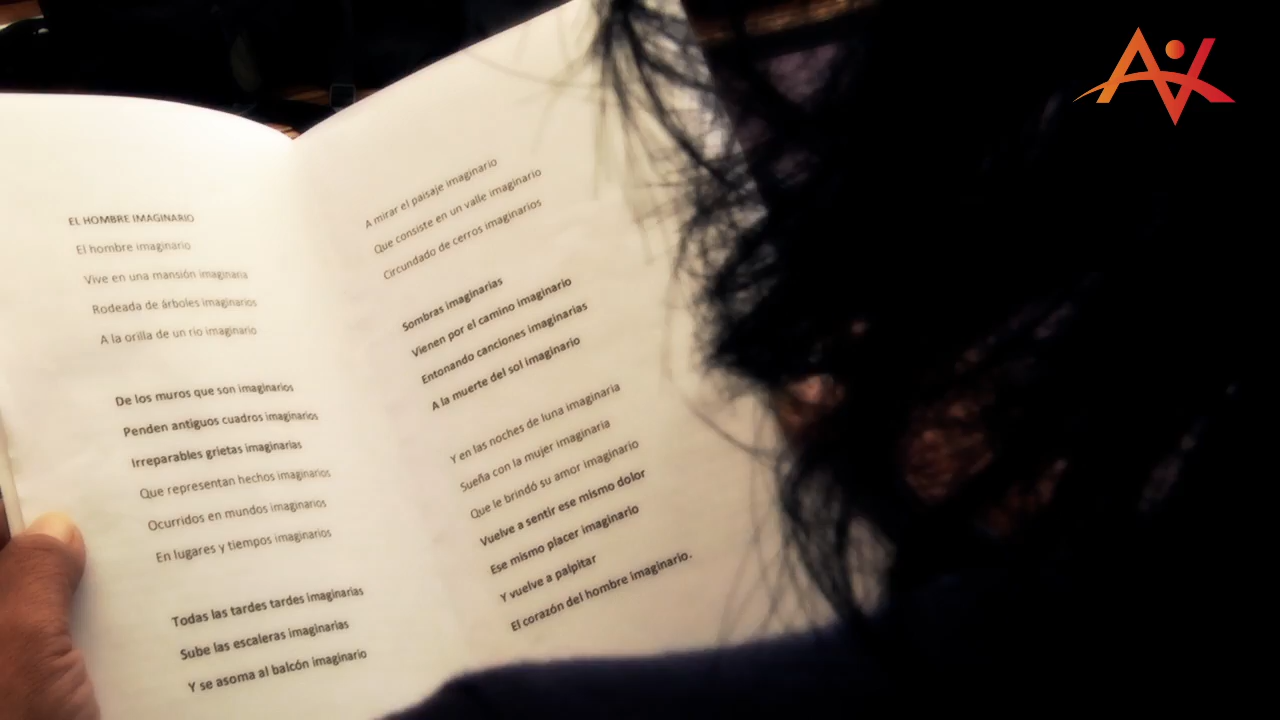 EL HOMBRE IMAGINARIO
El hombre imaginario
Vive en una mansión imaginaria
Rodeada de árboles imaginarios
A la orilla de un rio imaginario
De los muros que son imaginarios
Penden antiguos cuadros imaginarios
Irreparables grietas imaginarias
Que representan hechos imaginarios
Ocurridos en mundos imaginarios
En lugares y tiempos imaginarios
Todas las tardes tardes imaginarias
Sube las escaleras imaginarias
Y se asoma al balcón imaginario
A mirar el paisaje imaginario
Que consiste en un valle imaginario
Circundado de cerros imaginarios
Sombras imaginarias
Vienen por el camino imaginario
Entonando canciones imaginarias
A la muerte del sol imaginario
Y en las noches de luna imaginaria
Sueña con la mujer imaginaria
Que le brindó su amor imaginario
Vuelve a sentir ese mismo dolor
Ese mismo placer imaginario
Y vuelve a palpitar
El corazón del hombre imaginario.